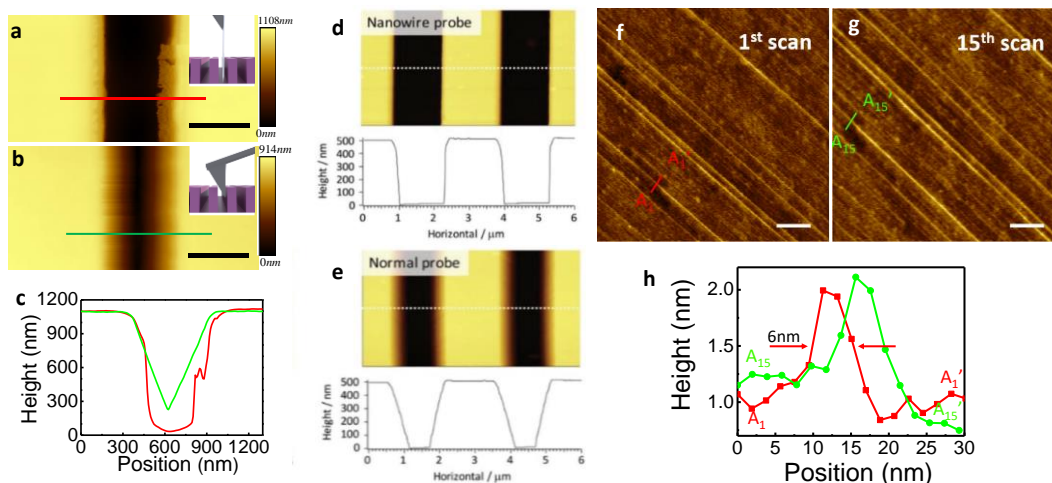 a
1108nm
0nm
b
914nm
0nm
c
Height (nm)
1200
900
600
300
0
0 300 600 900 1200
Position (nm)
d
Nanowire probe
Height / nm
500
400
300
200
100
0
0 1 2 3 4 5 6
Horizontal / μm
e
Normal probe
Height / nm
500
400
300
200
100
0
0 1 2 3 4 5 6
Horizontal / μm
f
1st scan
A1'
A1
g
15th scan
A15'
A15
h
Height (nm)
2.0
1.5
1.0
6nm
A15
A1
A1'
A15'
0 5 10 15 20 25 30
Position (nm)